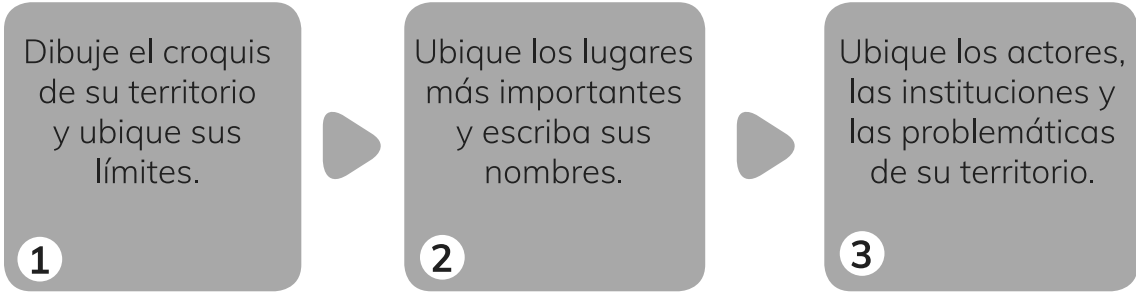 Dibuje el croquis
de su territorio
y ubique sus
límites.
1
Ubique los lugares
más importantes
y escriba sus
nombres.
2
Ubique los actores,
las instituciones y
las problemáticas
de su territorio.
3